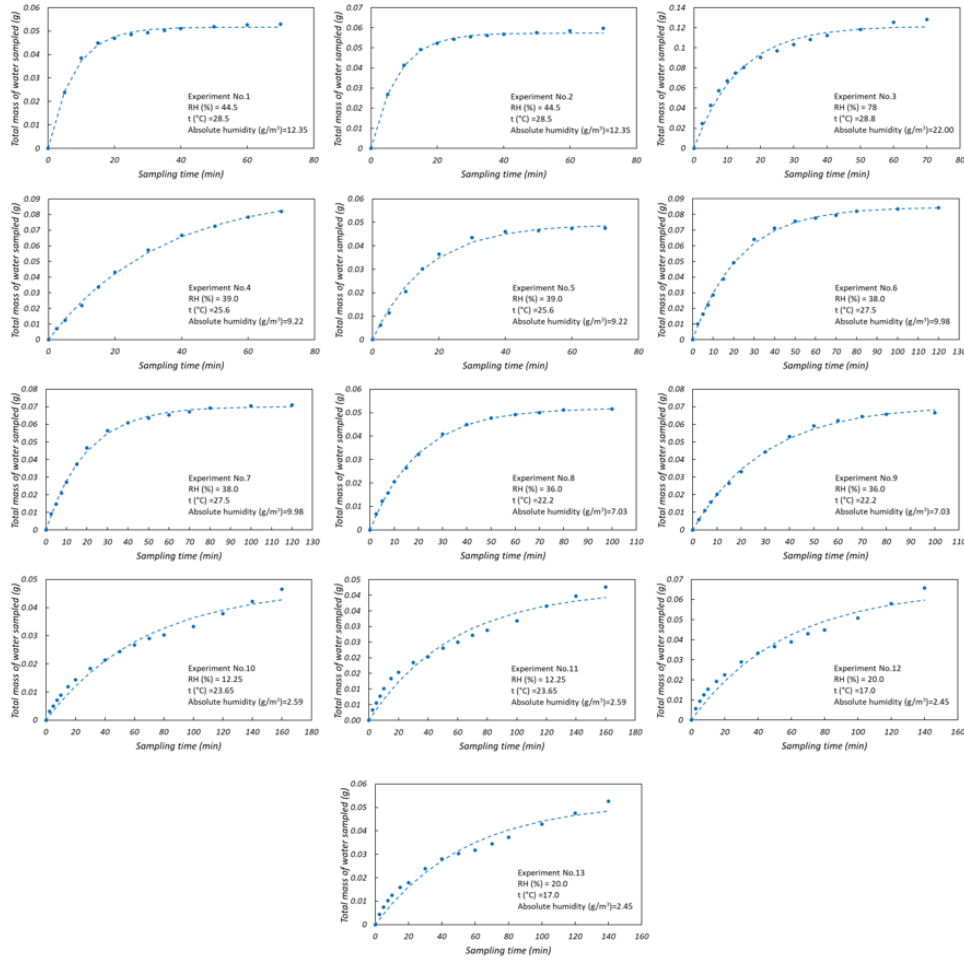 Total mass of water sampled (g)
0.06
0.05
0.04
0.03
0.02
0.01
0
Experiment No.1
RH (%) = 44.5
t (°C) =28.5
Absolute humidity (g/m³)=12.35
0 20 40 60 80
Sampling time (min)
Total mass of water sampled (g)
0.07
0.06
0.05
0.04
0.03
0.02
0.01
0
Experiment No.2
RH (%) = 44.5
t (°C) =28.5
Absolute humidity (g/m³)=12.35
0 20 40 60 80
Sampling time (min)
Total mass of water sampled (g)
0.14
0.12
0.1
0.08
0.06
0.04
0.02
0
Experiment No.3
RH (%) = 78
t (°C) =28.8
Absolute humidity (g/m³)=22.00
0 10 20 30 40 50 60 70 80
Sampling time (min)
Total mass of water sampled (g)
0.09
0.08
0.07
0.06
0.05
0.04
0.03
0.02
0.01
0
Experiment No.4
RH (%) = 39.0
t (°C) =25.6
Absolute humidity (g/m³)=9.22
0 20 40 60 80
Sampling time (min)
Total mass of water sampled (g)
0.06
0.05
0.04
0.03
0.02
0.01
0
Experiment No.5
RH (%) = 39.0
t (°C) =25.6
Absolute humidity (g/m³)=9.22
0 20 40 60 80
Sampling time (min)
Total mass of water sampled (g)
0.09
0.08
0.07
0.06
0.05
0.04
0.03
0.02
0.01
0
Experiment No.6
RH (%) = 38.0
t (°C) =27.5
Absolute humidity (g/m³)=9.98
0 10 20 30 40 50 60 70 80 90 100 110 120 130
Sampling time (min)
Total mass of water sampled (g)
0.08
0.07
0.06
0.05
0.04
0.03
0.02
0.01
0
Experiment No.7
RH (%) = 38.0
t (°C) =27.5
Absolute humidity (g/m³)=9.98
0 10 20 30 40 50 60 70 80 90 100 110 120 130
Sampling time (min)
Total mass of water sampled (g)
0.06
0.05
0.04
0.03
0.02
0.01
0
Experiment No.8
RH (%) = 36.0
t (°C) =22.2
Absolute humidity (g/m³)=7.03
0 10 20 30 40 50 60 70 80 90 100 110
Sampling time (min)
Total mass of water sampled (g)
0.08
0.07
0.06
0.05
0.04
0.03
0.02
0.01
0
Experiment No.9
RH (%) = 36.0
t (°C) =22.2
Absolute humidity (g/m³)=7.03
0 10 20 30 40 50 60 70 80 90 100 110
Sampling time (min)
Total mass of water sampled (g)
0.05
0.04
0.03
0.02
0.01
0
Experiment No.10
RH (%) = 12.25
t (°C) =23.65
Absolute humidity (g/m³)=2.59
0 20 40 60 80 100 120 140 160 180
Sampling time (min)
Total mass of water sampled (g)
0.05
0.05
0.04
0.04
0.03
0.03
0.02
0.02
0.01
0.01
0.00
Experiment No.11
RH (%) = 12.25
t (°C) =23.65
Absolute humidity (g/m³)=2.59
0 20 40 60 80 100 120 140 160 180
Sampling time (min)
Total mass of water sampled (g)
0.07
0.06
0.05
0.04
0.03
0.02
0.01
0
Experiment No.12
RH (%) = 20.0
t (°C) =17.0
Absolute humidity (g/m³)=2.45
0 20 40 60 80 100 120 140 160
Sampling time (min)
Total mass of water sampled (g)
0.06
0.05
0.04
0.03
0.02
0.01
0
Experiment No.13
RH (%) = 20.0
t (°C) =17.0
Absolute humidity (g/m³)=2.45
0 20 40 60 80 100 120 140 160
Sampling time (min)